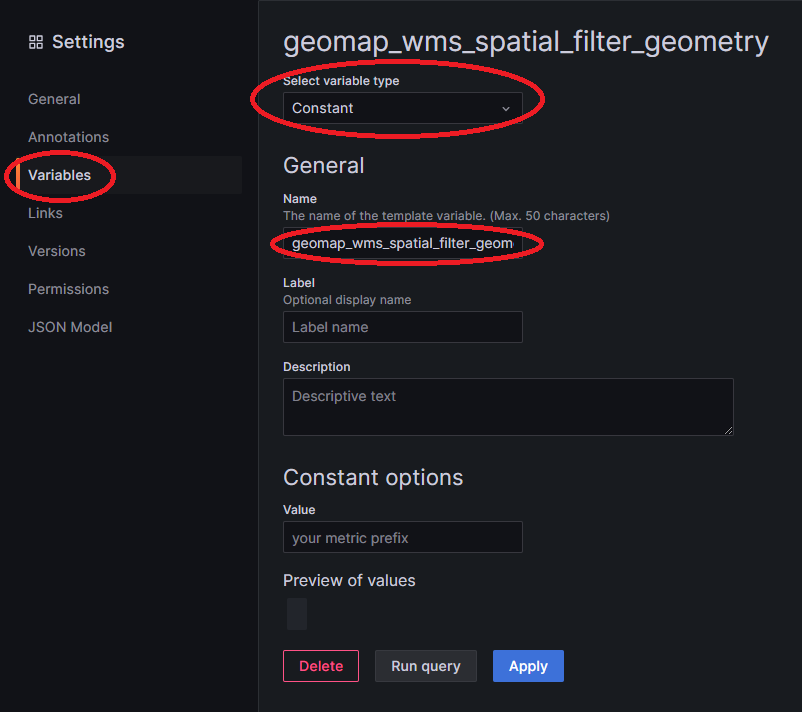 Settings
General
Annotations
Variables
Links
Versions
Permissions
JSON Model
geomap_wms_spatial_filter_geometry
Select variable type
Constant
General
Name
The name of the template variable. (Max. 50 characters)
geomap_wms_spatial_filter_geom
Label
Optional display name
Label name
Description
Descriptive text
Constant options
Value
your metric prefix
Preview of values
Delete
Run query
Apply